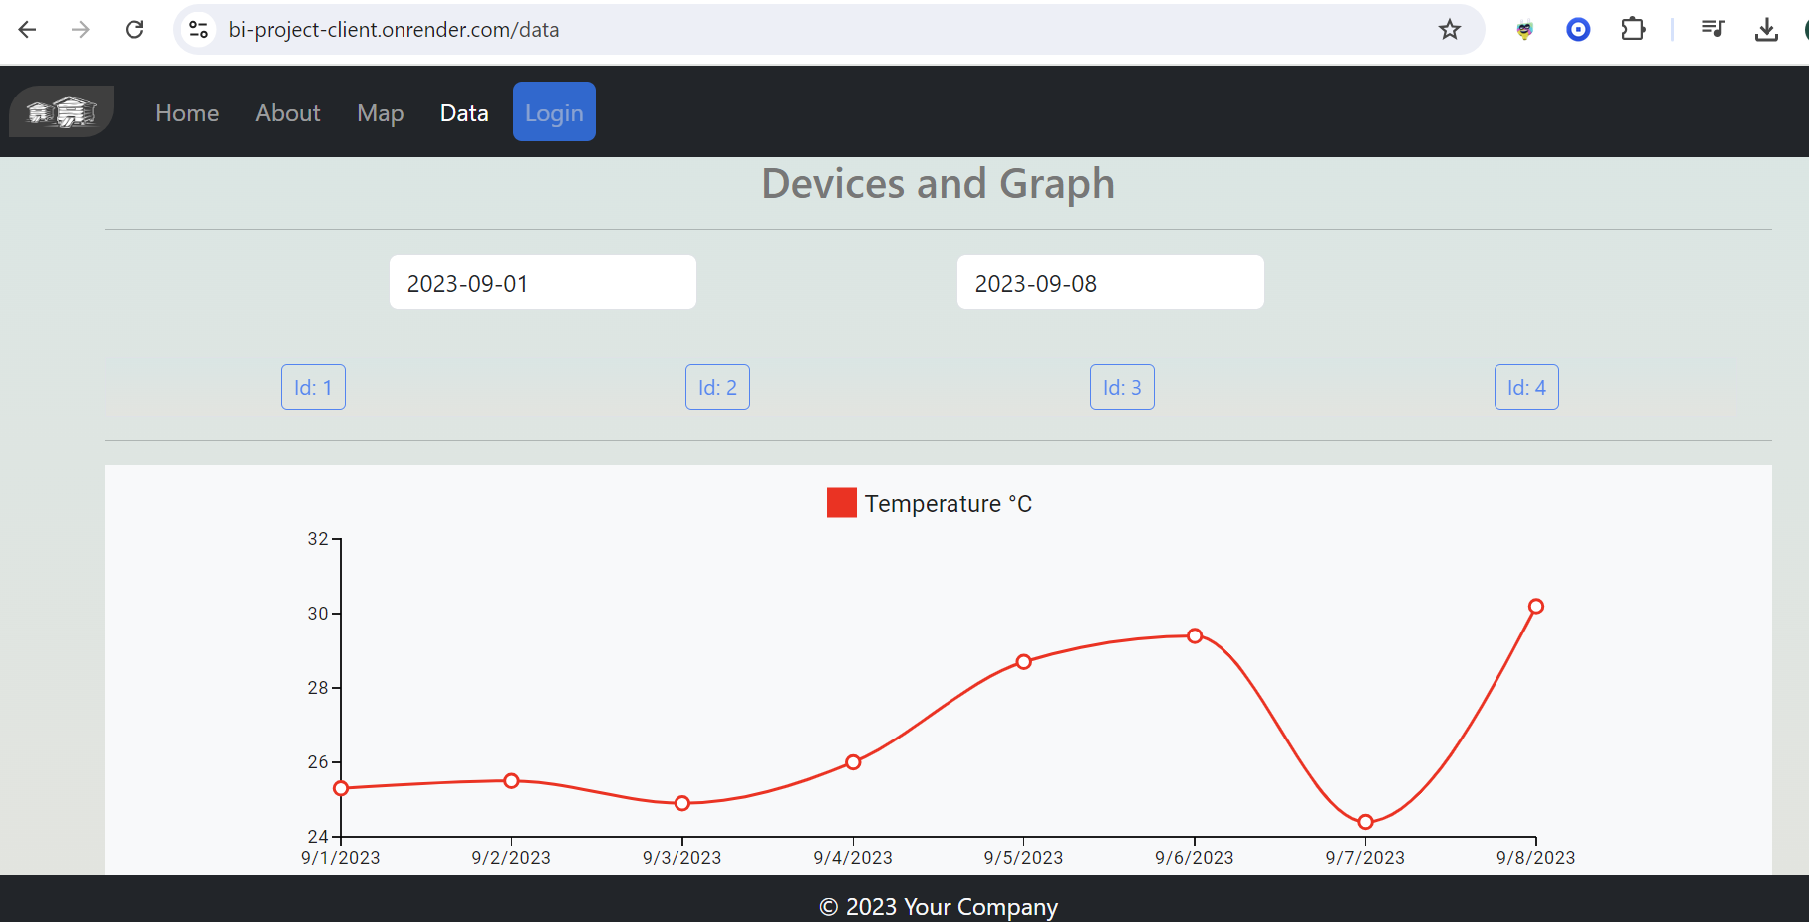 bi-project-client.onrender.com/data
Home About Map Data Login
Devices and Graph
2023-09-01 2023-09-08
Id: 1 Id: 2 Id: 3 Id: 4
Temperature °C
32
30
28
26
24
9/1/2023 9/2/2023 9/3/2023 9/4/2023 9/5/2023 9/6/2023 9/7/2023 9/8/2023
© 2023 Your Company